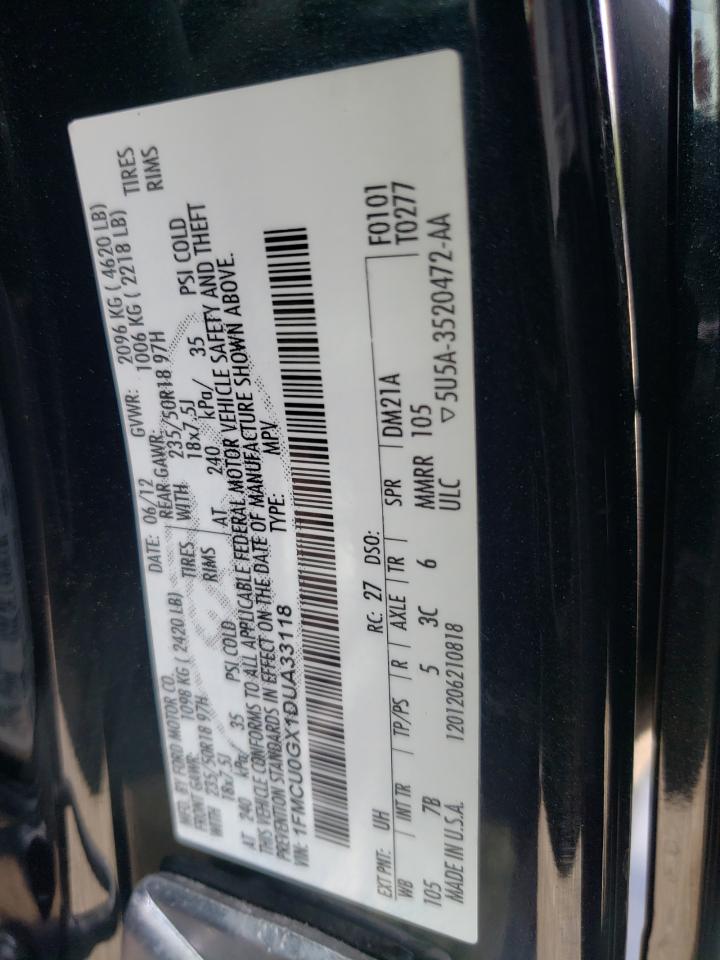 MFG. BY FORD MOTOR CO. DATE: 06/12 GVWR: 2096 KG ( 4620 LB)
FRONT GAWR: 1098 KG ( 2420 LB) REAR GAWR: 1006 KG ( 2218 LB)
WITH 235/50R18 97H TIRES WITH 235/50R18 97H TIRES
18x7.5J RIMS 18x7.5J RIMS
AT 240 kPa/ 35 PSI COLD AT 240 kPa/ 35 PSI COLD
THIS VEHICLE CONFORMS TO ALL APPLICABLE FEDERAL MOTOR VEHICLE SAFETY AND THEFT
PREVENTION STANDARDS IN EFFECT ON THE DATE OF MANUFACTURE SHOWN ABOVE.
VIN: 1FMCU0GX1DUA33118 TYPE: MPV
EXT PNT: UH RC: 27 DSO: F0101
WB INT TR TP/PS R AXLE TR SPR DM21A T0277
105 7B 5 3C 6 MMRR 105
MADE IN U.S.A. 1201206210818 ULC ▽5U5A-3520472-AA